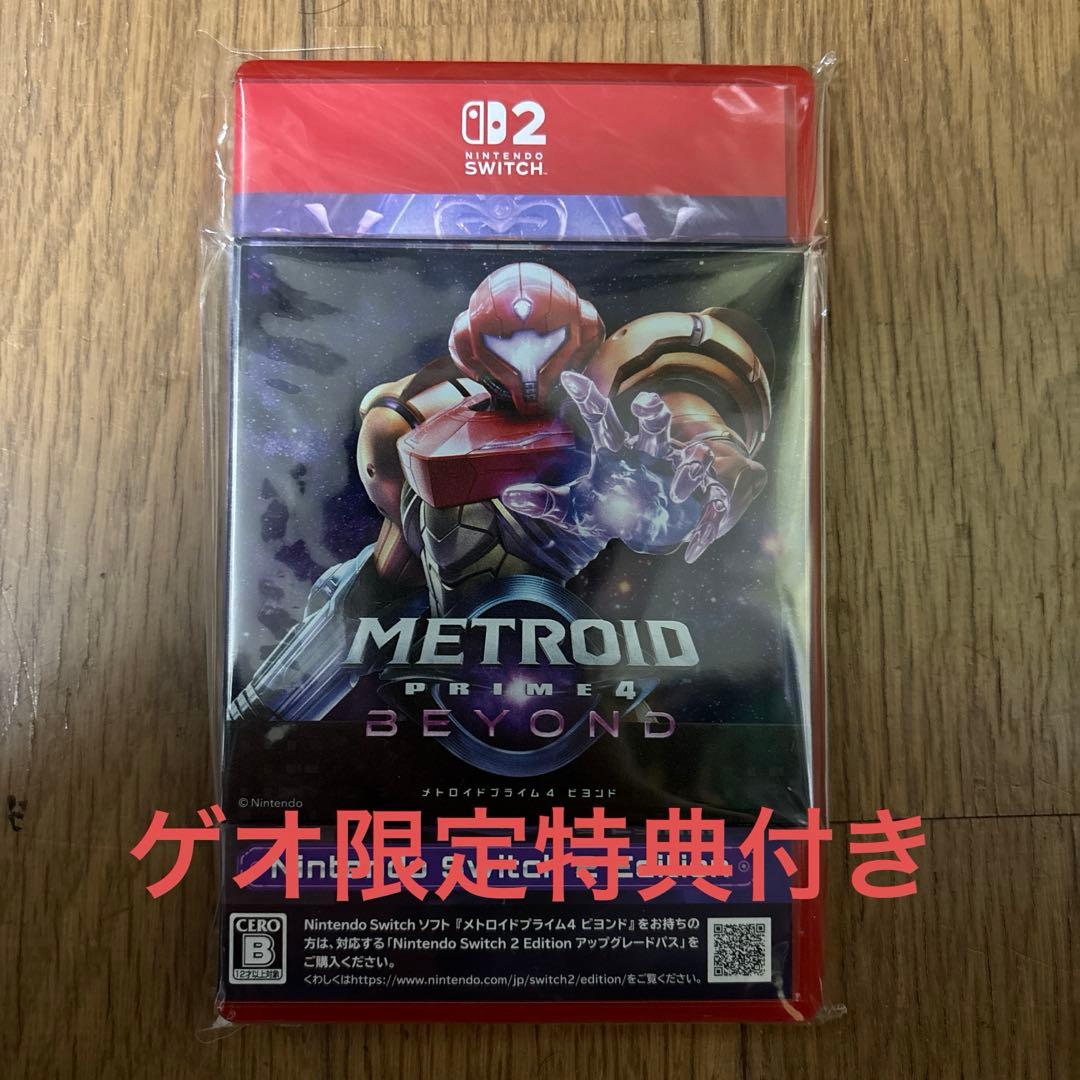 2
NINTENDO
SWITCH™
METROID
PRIME 4
BEYOND
メトロイドプライム4 ビヨンド
© Nintendo
ゲオ限定特典付き
Nintendo Switch 2 Edition
CERO
B
12才以上対象
Nintendo Switch ソフト『メトロイドプライム4 ビヨンド』をお持ちの
方は、対応する「Nintendo Switch 2 Edition アップグレードパス」を
ご購入ください。
くわしくはhttps://www.nintendo.com/jp/switch2/edition/をご覧ください。